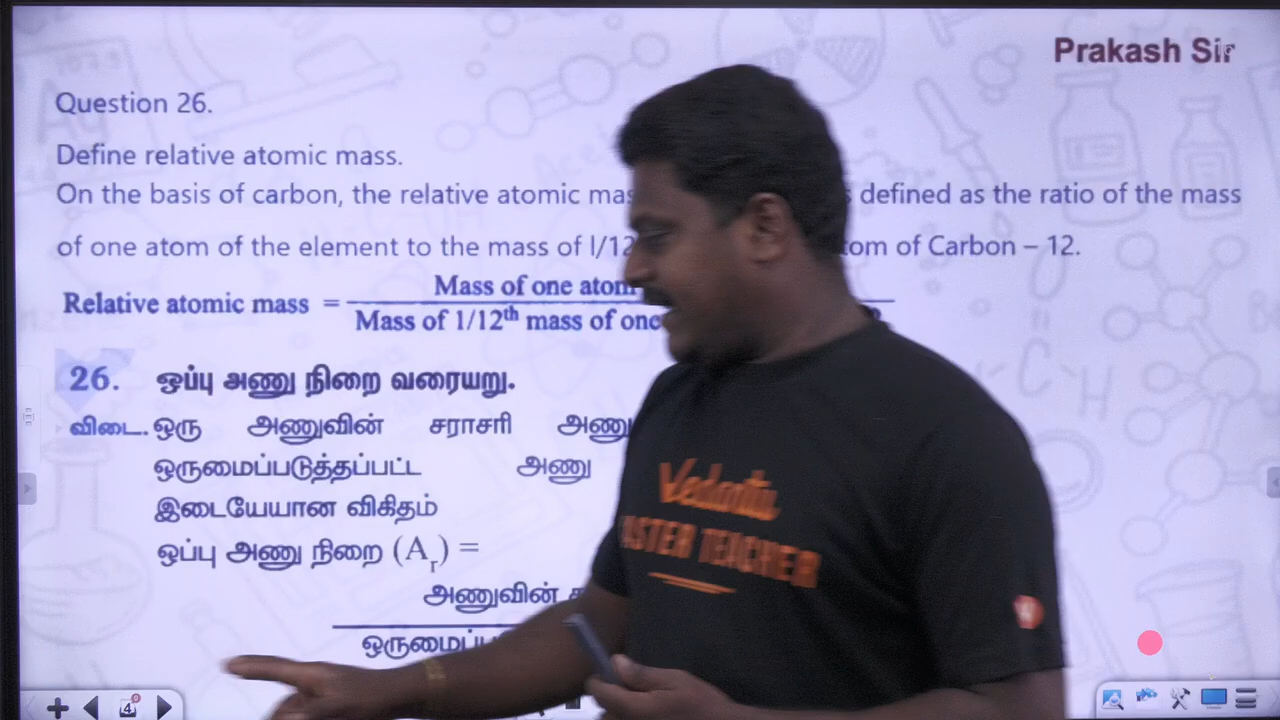 Prakash Sir
Question 26.
Define relative atomic mass.
On the basis of carbon, the relative atomic defined as the ratio of the mass
of one atom of the element to the mass of l/12 of Carbon – 12.
Relative atomic mass =
Mass of one atom
Mass of 1/12th mass of one
26. ஒப்பு அணு நிறை வரையறு.
விடை. ஒரு அணுவின் சராசரி அணு
ஒருமைப்படுத்தப்பட்ட அணு
இடையேயான விகிதம்
ஒப்பு அணு நிறை (Ar) =
அணுவின்
Vedantu
MASTER TEACHER
4